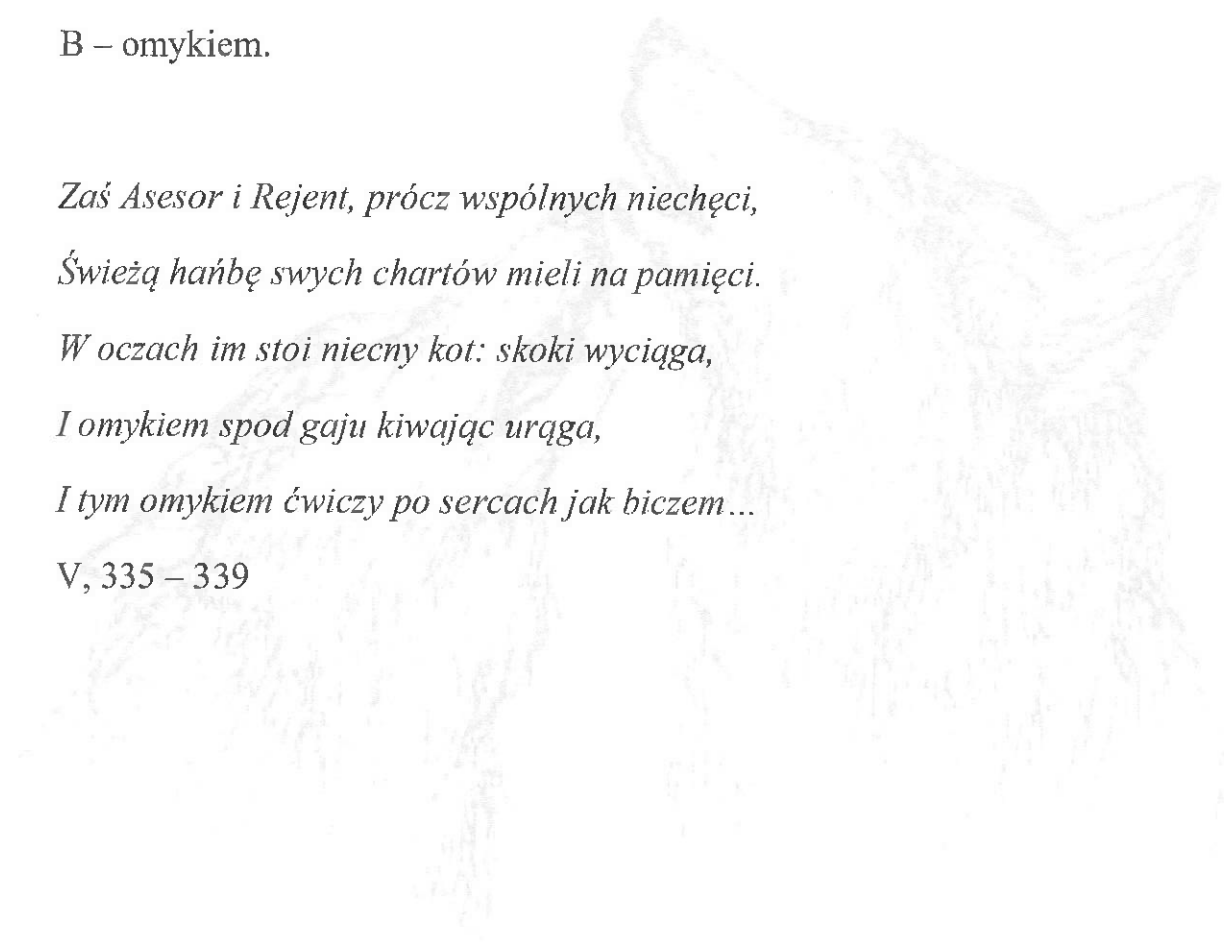 B – omykiem.
Zaś Asesor i Rejent, prócz wspólnych niechęci,
Świeżą hańbę swych chartów mieli na pamięci.
W oczach im stoi niecny kot: skoki wyciąga,
I omykiem spod gaju kiwając urąga,
I tym omykiem ćwiczy po sercach jak biczem...
V, 335 – 339